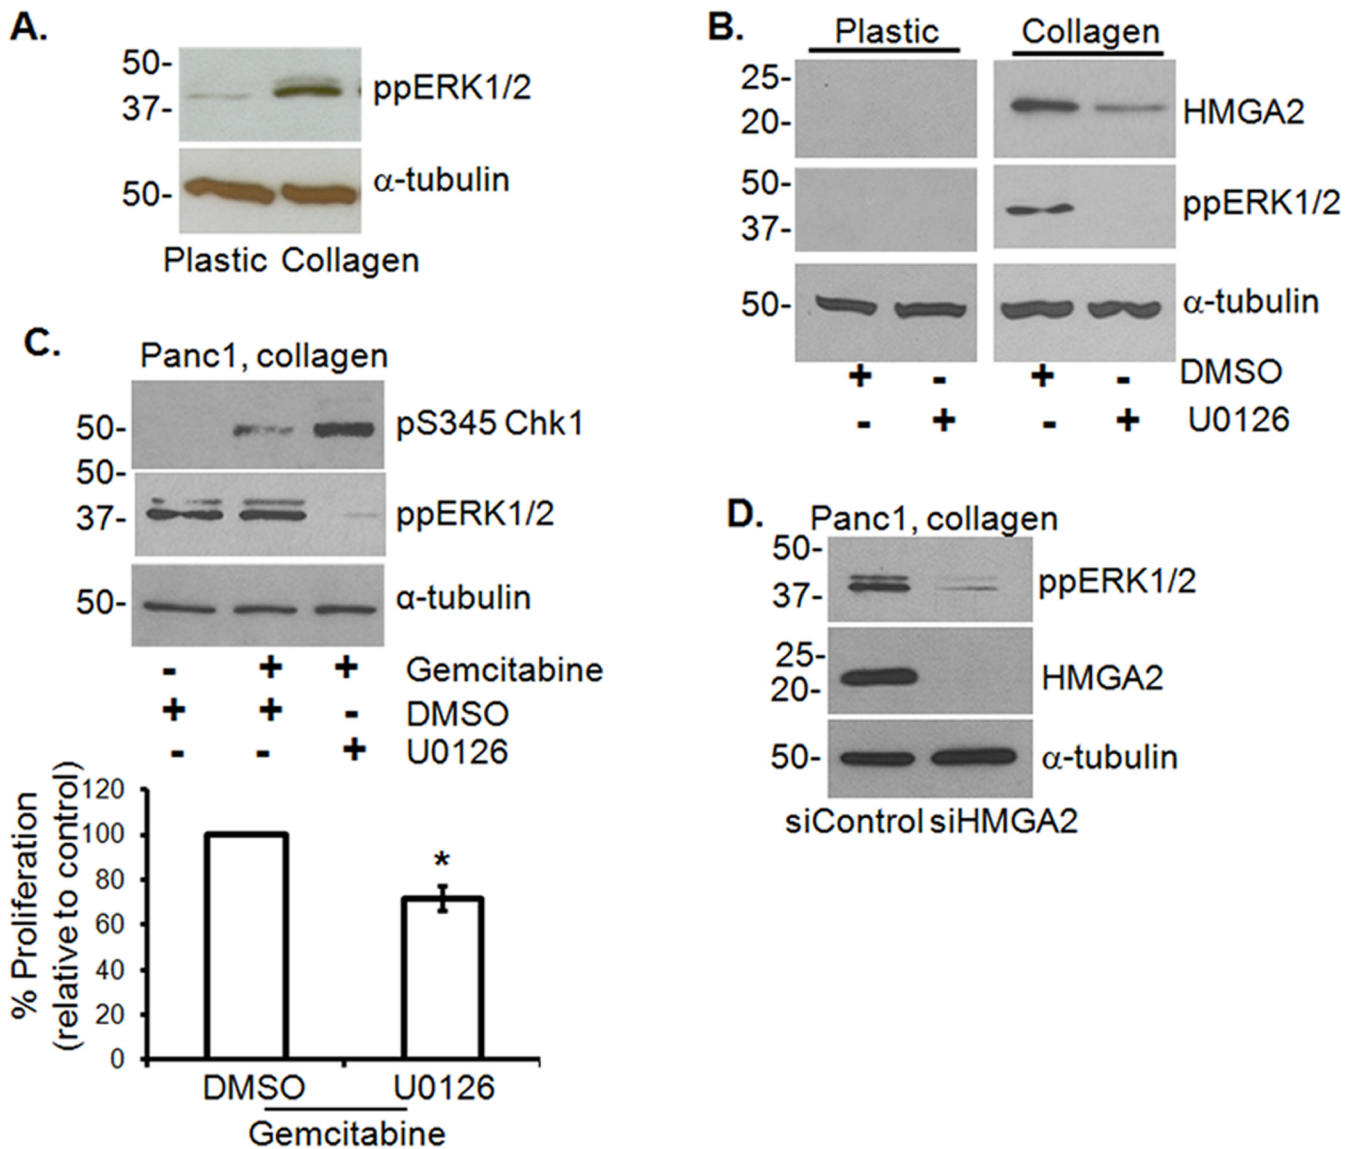 A.
50-
37-
ppERK1/2
50-
α-tubulin
Plastic Collagen
B.
Plastic Collagen
25-
20-
HMGA2
50-
37-
ppERK1/2
50-
α-tubulin
+ - + - DMSO
- + - + U0126
C.
Panc1, collagen
50-
pS345 Chk1
50-
37-
ppERK1/2
50-
α-tubulin
- + + Gemcitabine
+ + - DMSO
- - + U0126
% Proliferation
(relative to control)
120
100
80
60
40
20
0
*
DMSO U0126
Gemcitabine
D.
Panc1, collagen
50-
37-
ppERK1/2
25-
20-
HMGA2
50-
α-tubulin
siControl siHMGA2